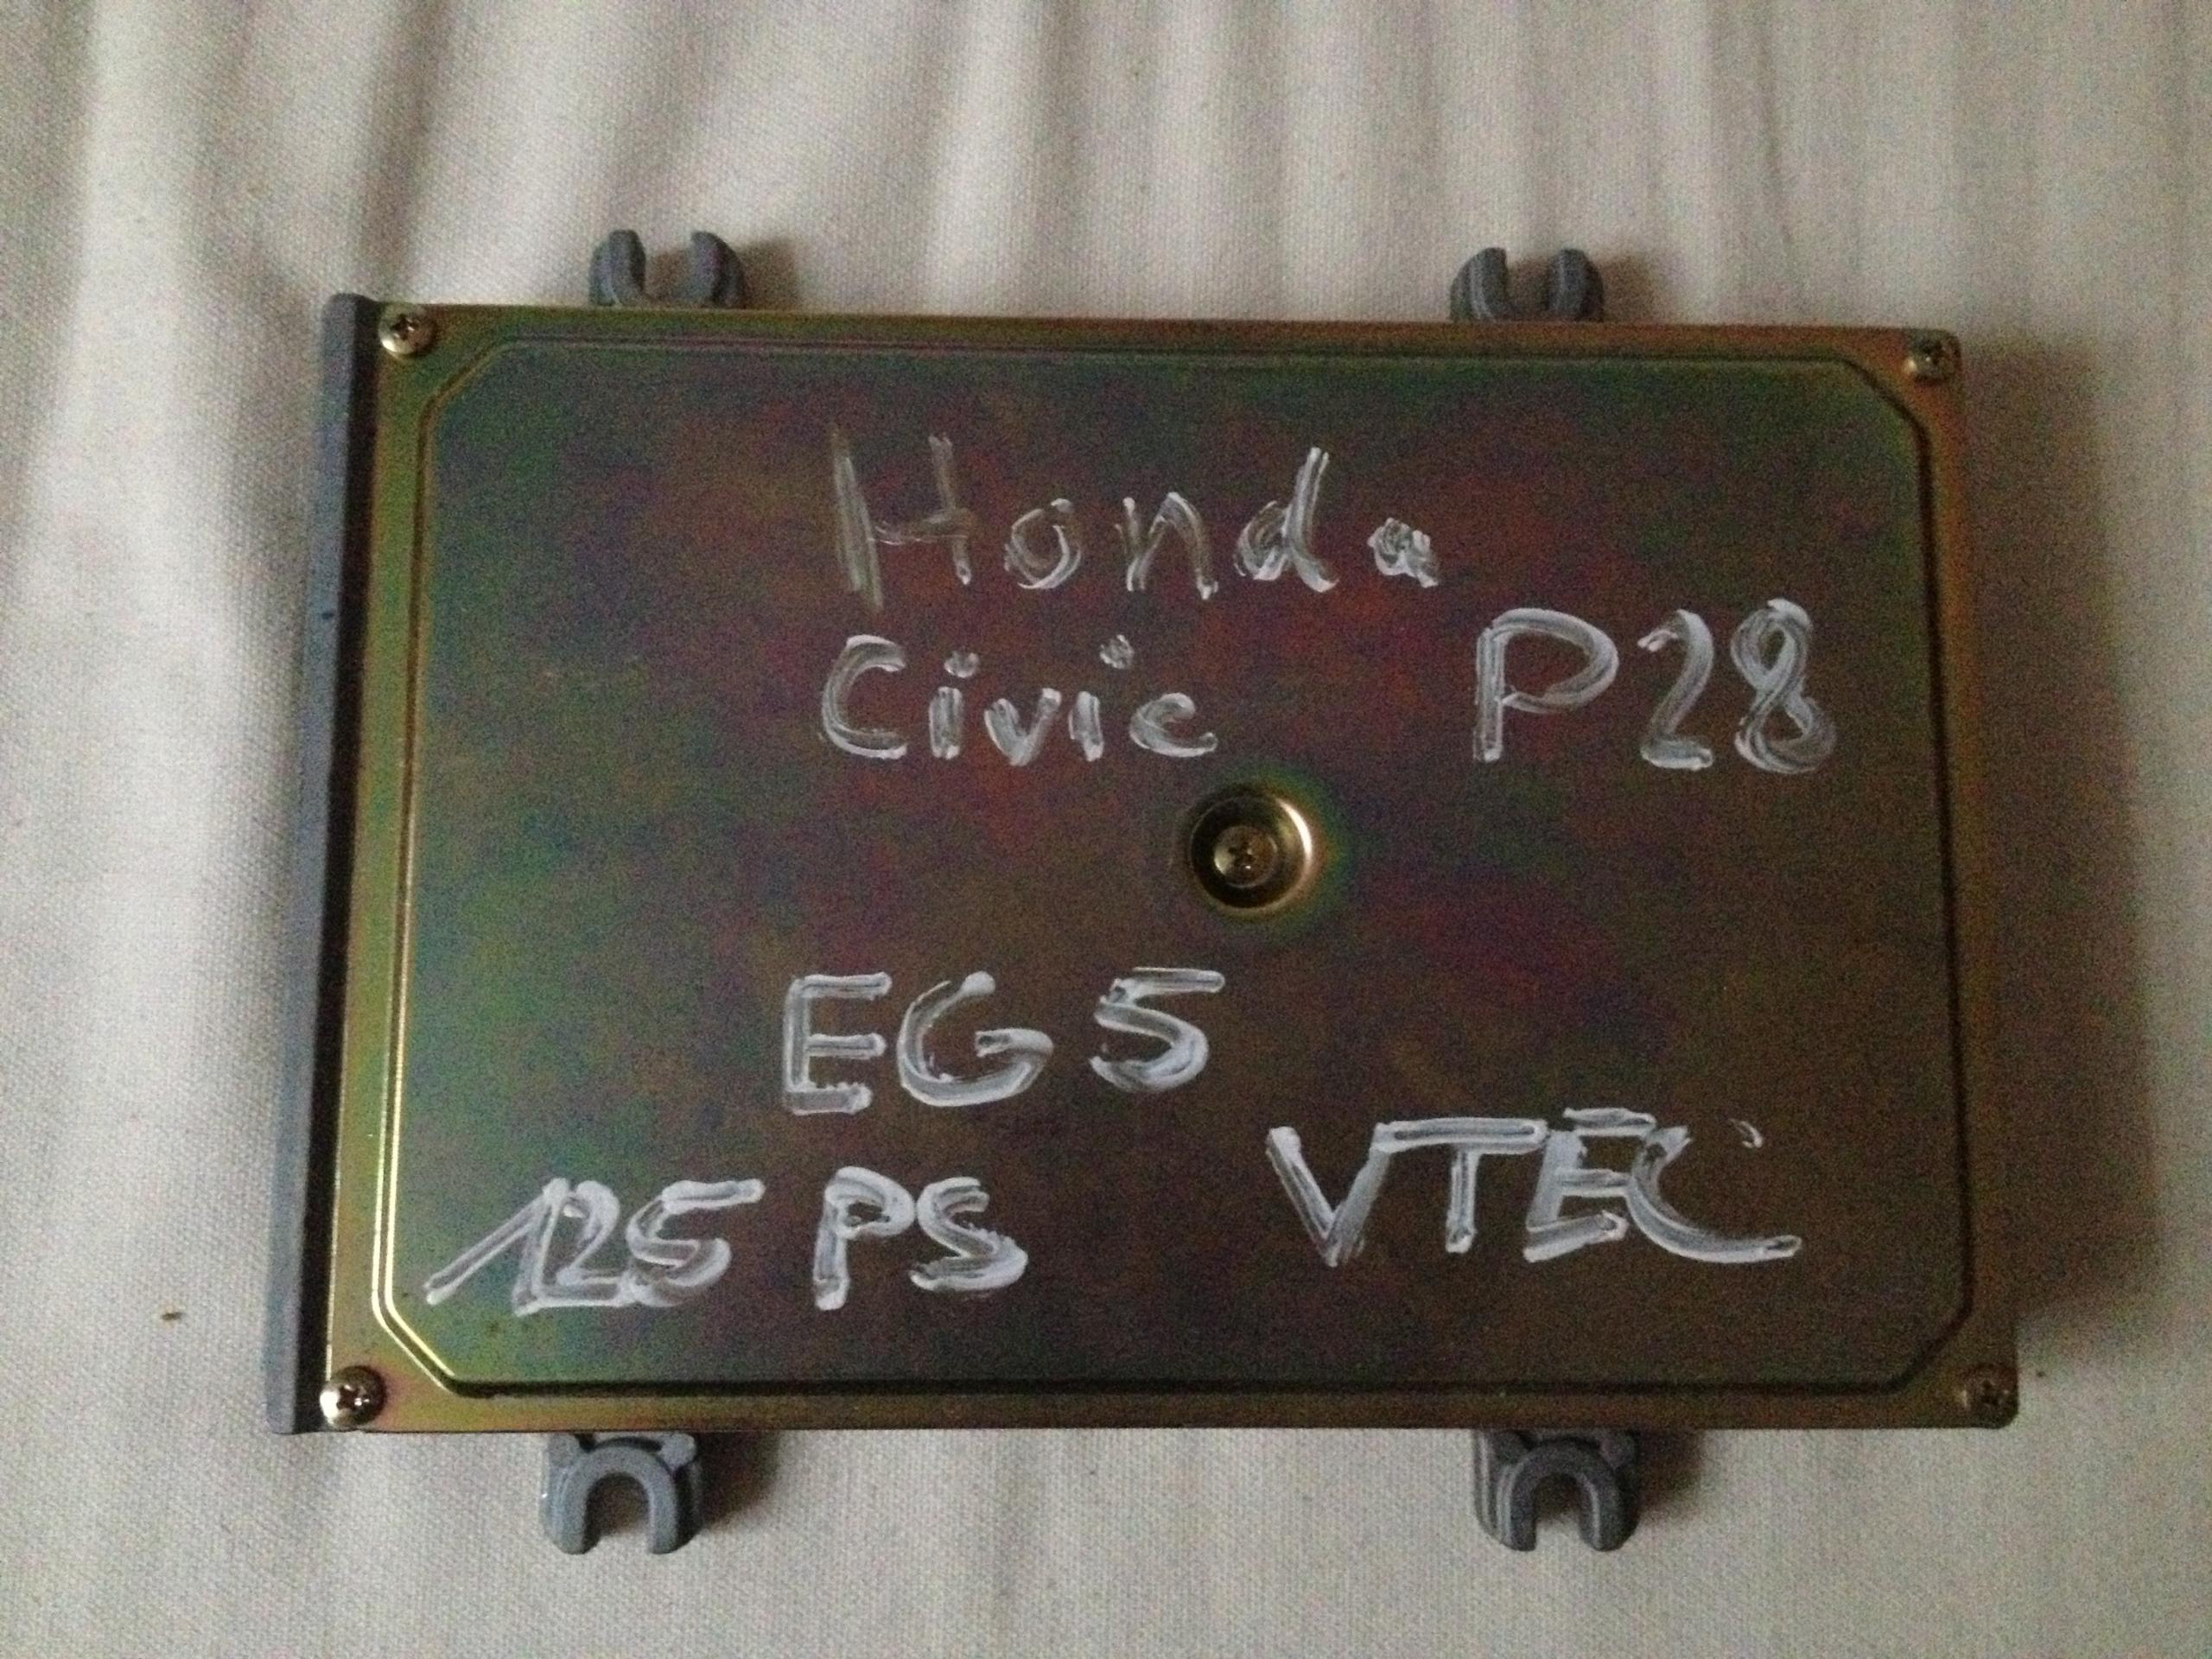 Honda
Civic P28
EG5
125 PS VTEC